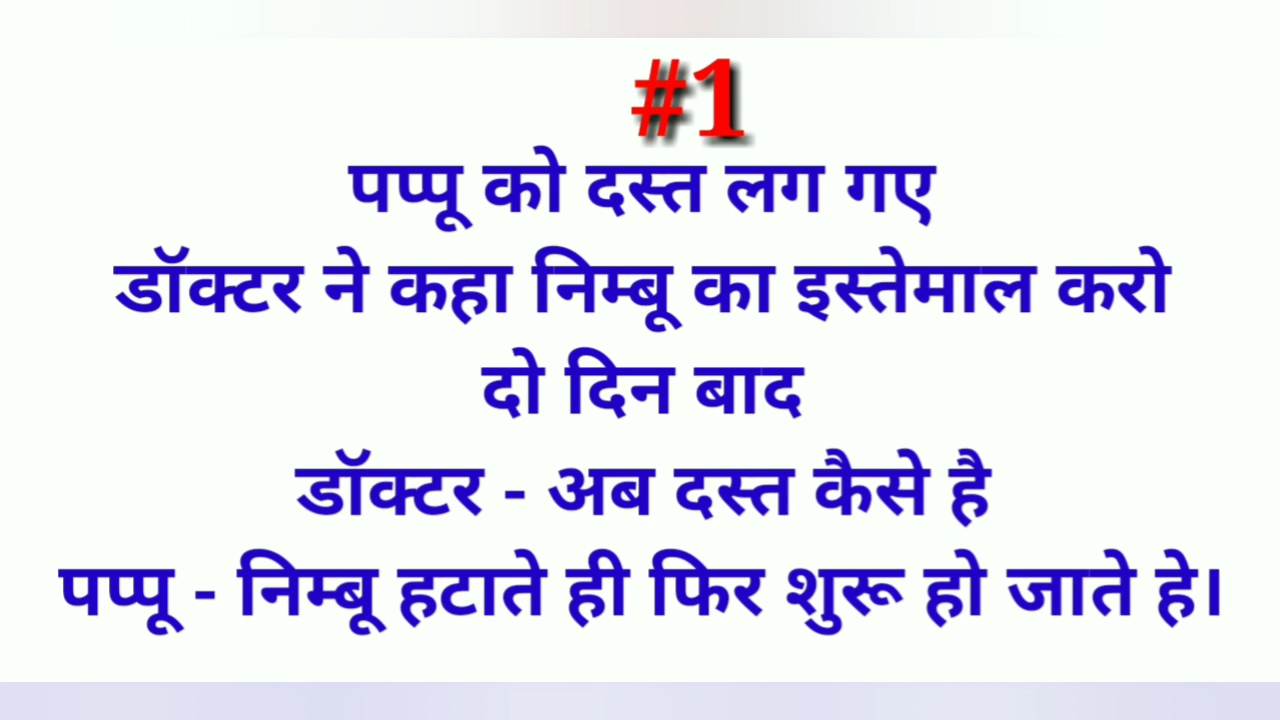 #1
पप्पू को दस्त लग गए
डॉक्टर ने कहा निम्बू का इस्तेमाल करो
दो दिन बाद
डॉक्टर - अब दस्त कैसे है
पप्पू - निम्बू हटाते ही फिर शुरू हो जाते हे।